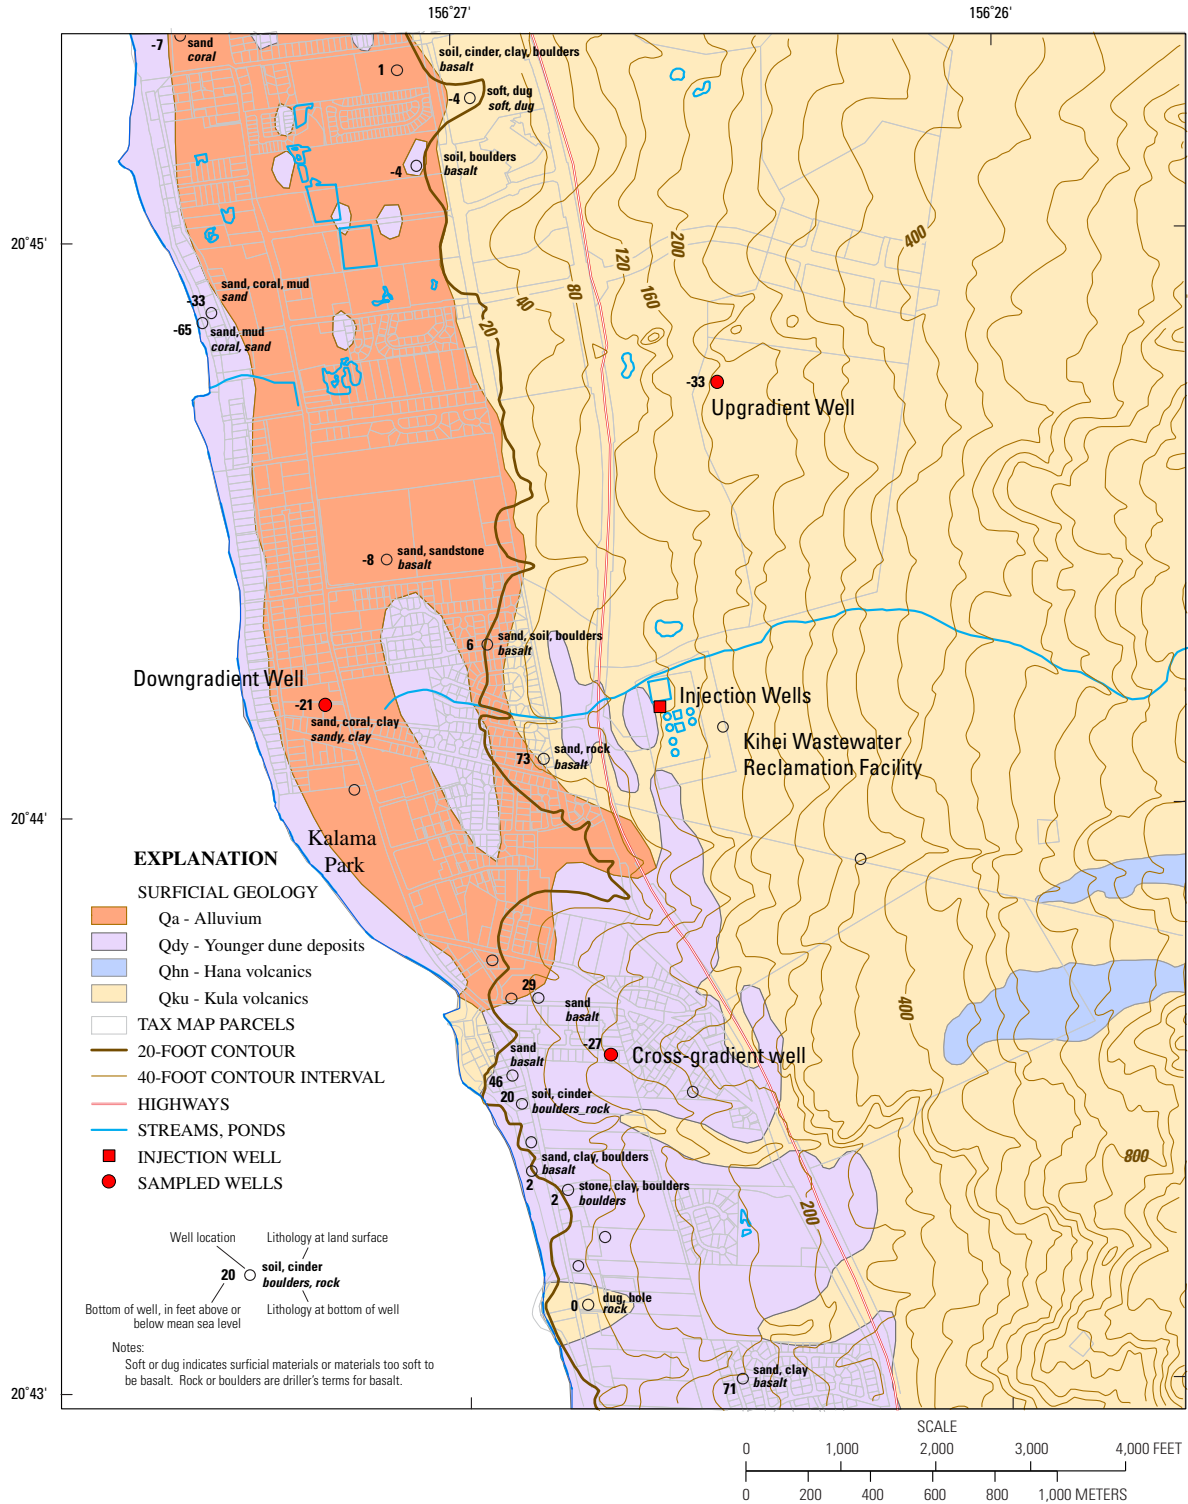 156°27'
156°26'
-7
sand
coral
1
soil, cinder, clay, boulders
basalt
-4
soft, dug
soft, dug
-4
soil, boulders
basalt
20°45'
400
200
120
160
80
40
20
sand, coral, mud
sand
-33
-65
sand, mud
coral, sand
-33
Upgradient Well
-8
sand, sandstone
basalt
6
sand, soil, boulders
basalt
Downgradient Well
-21
sand, coral, clay
sandy, clay
Injection Wells
73
sand, rock
basalt
Kihei Wastewater
Reclamation Facility
20°44'
Kalama
Park
29
sand
basalt
400
-27
Cross-gradient well
sand
basalt
46
20
soil, cinder
boulders_rock
sand, clay, boulders
basalt
2
2
stone, clay, boulders
boulders
800
200
0
dug, hole
rock
20°43'
71
sand, clay
basalt
EXPLANATION
SURFICIAL GEOLOGY
Qa - Alluvium
Qdy - Younger dune deposits
Qhn - Hana volcanics
Qku - Kula volcanics
TAX MAP PARCELS
20-FOOT CONTOUR
40-FOOT CONTOUR INTERVAL
HIGHWAYS
STREAMS, PONDS
INJECTION WELL
SAMPLED WELLS
Well location
Lithology at land surface
20
soil, cinder
boulders, rock
Bottom of well, in feet above or
below mean sea level
Lithology at bottom of well
Notes:
Soft or dug indicates surficial materials or materials too soft to
be basalt. Rock or boulders are driller's terms for basalt.
SCALE
0 1,000 2,000 3,000 4,000 FEET
0 200 400 600 800 1,000 METERS